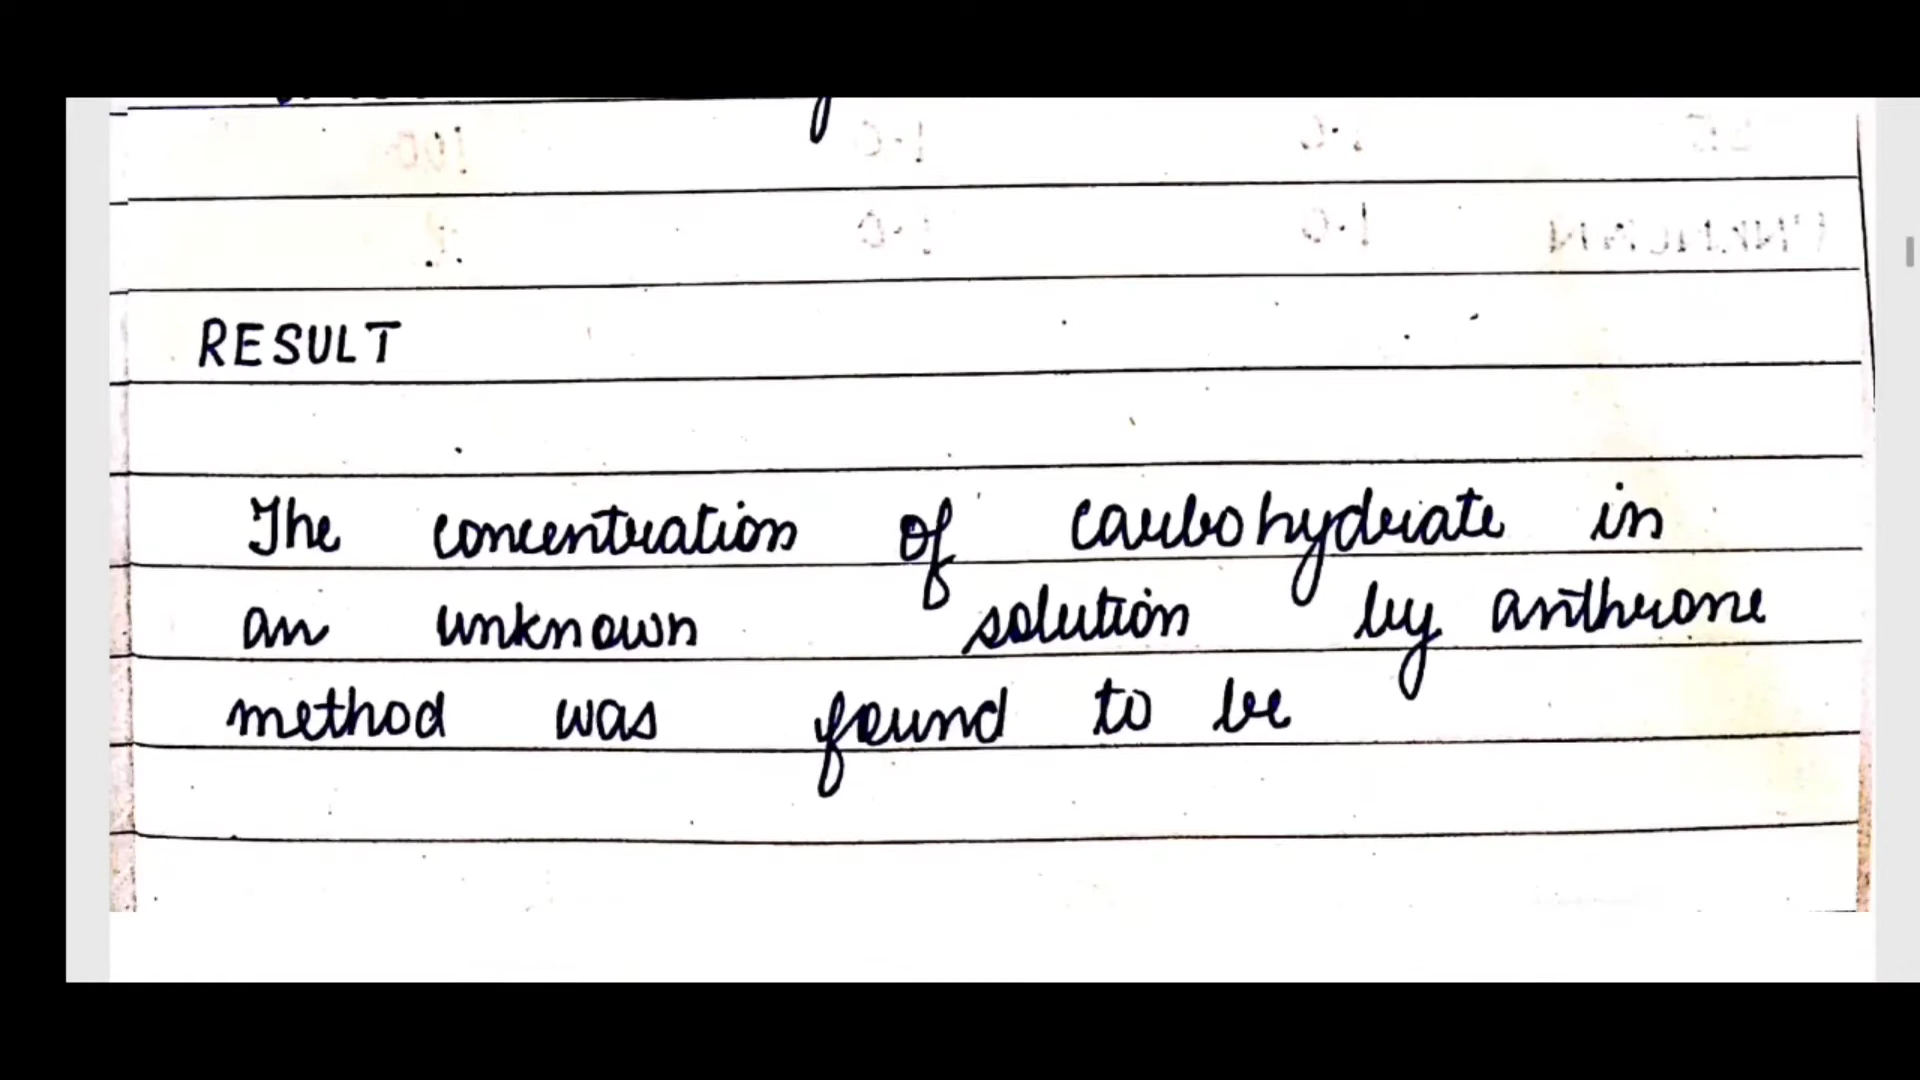 RESULT
The concentration of carbohydrate in
an unknown solution by anthrone
method was found to be